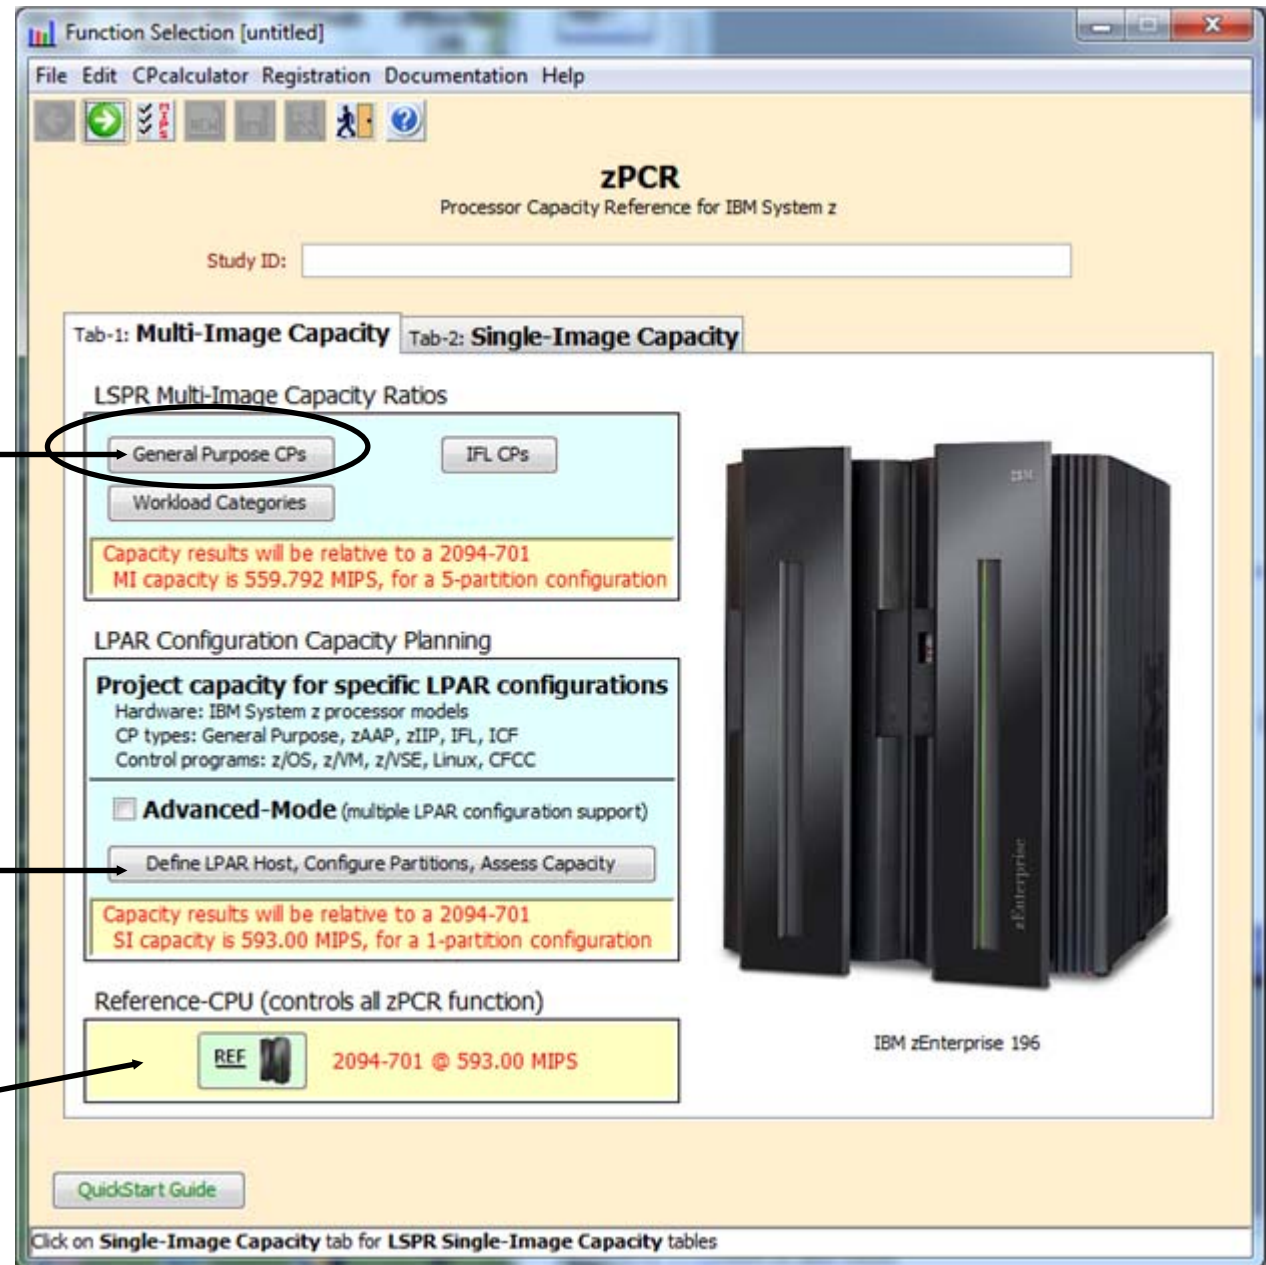 Function Selection [untitled]
File Edit CPcalculator Registration Documentation Help
zPCR
Processor Capacity Reference for IBM System z
Study ID:
Tab-1: Multi-Image Capacity Tab-2: Single-Image Capacity
LSPR Multi-Image Capacity Ratios
General Purpose CPs IFL CPs
Workload Categories
Capacity results will be relative to a 2094-701
MI capacity is 559.792 MIPS, for a 5-partition configuration
LPAR Configuration Capacity Planning
Project capacity for specific LPAR configurations
Hardware: IBM System z processor models
CP types: General Purpose, zAAP, zIIP, IFL, ICF
Control programs: z/OS, z/VM, z/VSE, Linux, CFCC
Advanced-Mode (multiple LPAR configuration support)
Define LPAR Host, Configure Partitions, Assess Capacity
Capacity results will be relative to a 2094-701
SI capacity is 593.00 MIPS, for a 1-partition configuration
Reference-CPU (controls all zPCR function)
REF 2094-701 @ 593.00 MIPS
IBM
zEnterprise
IBM zEnterprise 196
QuickStart Guide
Click on Single-Image Capacity tab for LSPR Single-Image Capacity tables